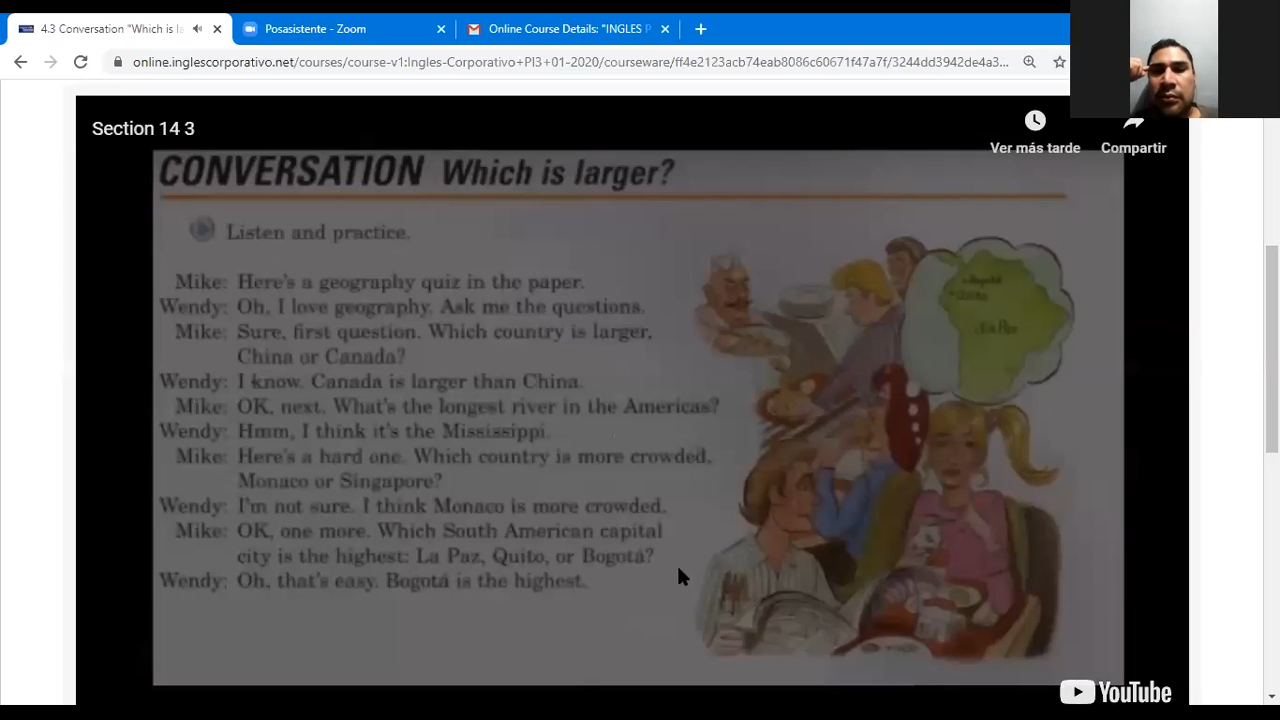 4.3 Conversation "Which is la
Posasistente - Zoom
Online Course Details: "INGLES P
online.inglescorporativo.net/courses/course-v1:Ingles-Corporativo+PI3+01-2020/courseware/ff4e2123acb74eab8086c60671f47a7f/3244dd3942de4a3...
Section 14 3
Ver más tarde
Compartir
CONVERSATION Which is larger?
Listen and practice.
Mike: Here's a geography quiz in the paper.
Wendy: Oh, I love geography. Ask me the questions.
Mike: Sure, first question. Which country is larger,
China or Canada?
Wendy: I know. Canada is larger than China.
Mike: OK, next. What's the longest river in the Americas?
Wendy: Hmm, I think it's the Mississippi.
Mike: Here's a hard one. Which country is more crowded,
Monaco or Singapore?
Wendy: I'm not sure. I think Monaco is more crowded.
Mike: OK, one more. Which South American capital
city is the highest: La Paz, Quito, or Bogotá?
Wendy: Oh, that's easy. Bogotá is the highest.
Bogotá
Quito
La Paz
YouTube